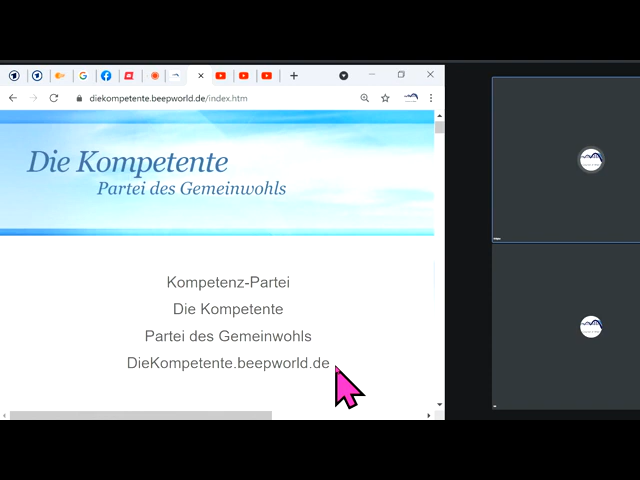 diekompetente.beepworld.de/index.htm
Die Kompetente
Partei des Gemeinwohls
Kompetenz-Partei
Die Kompetente
Partei des Gemeinwohls
DieKompetente.beepworld.de